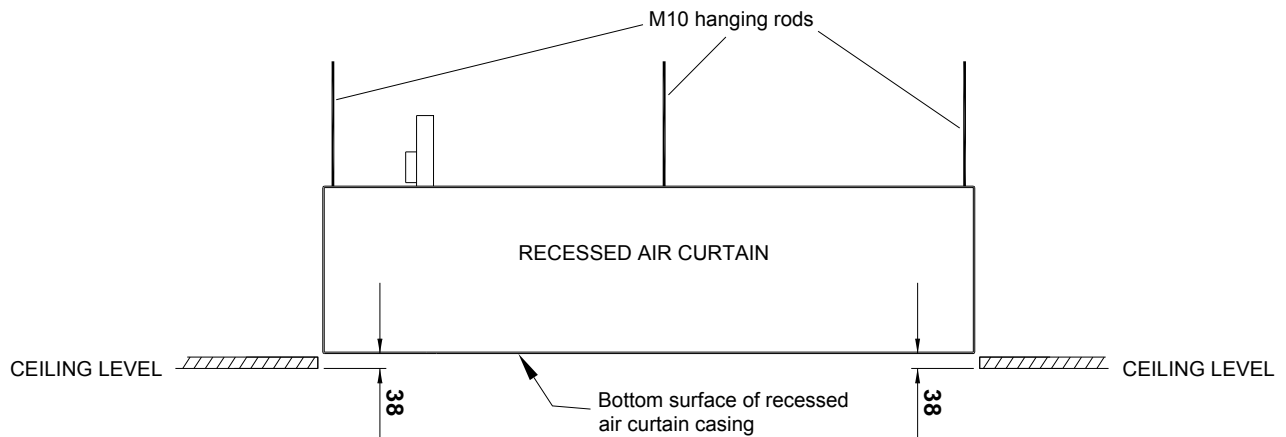 M10 hanging rods
RECESSED AIR CURTAIN
CEILING LEVEL
CEILING LEVEL
38
38
Bottom surface of recessed
air curtain casing